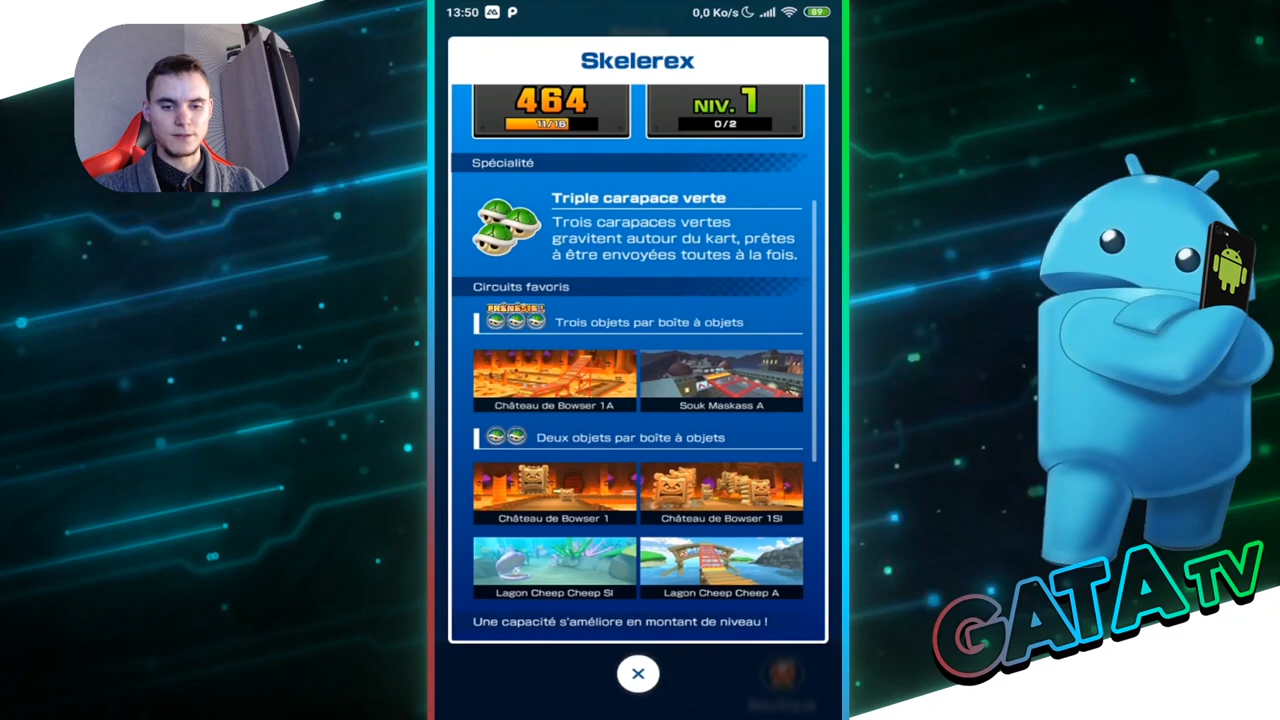 13:50
0,0 Ko/s
89
Skelerex
464
11/16
NIV. 1
0/2
Spécialité
Triple carapace verte
Trois carapaces vertes
gravitent autour du kart, prêtes
à être envoyées toutes à la fois.
Circuits favoris
FRÉNÉSIE !
Trois objets par boîte à objets
Château de Bowser 1A
Souk Maskass A
Deux objets par boîte à objets
Château de Bowser 1
Château de Bowser 1SI
Lagon Cheep Cheep SI
Lagon Cheep Cheep A
Une capacité s'améliore en montant de niveau !
GATA TV